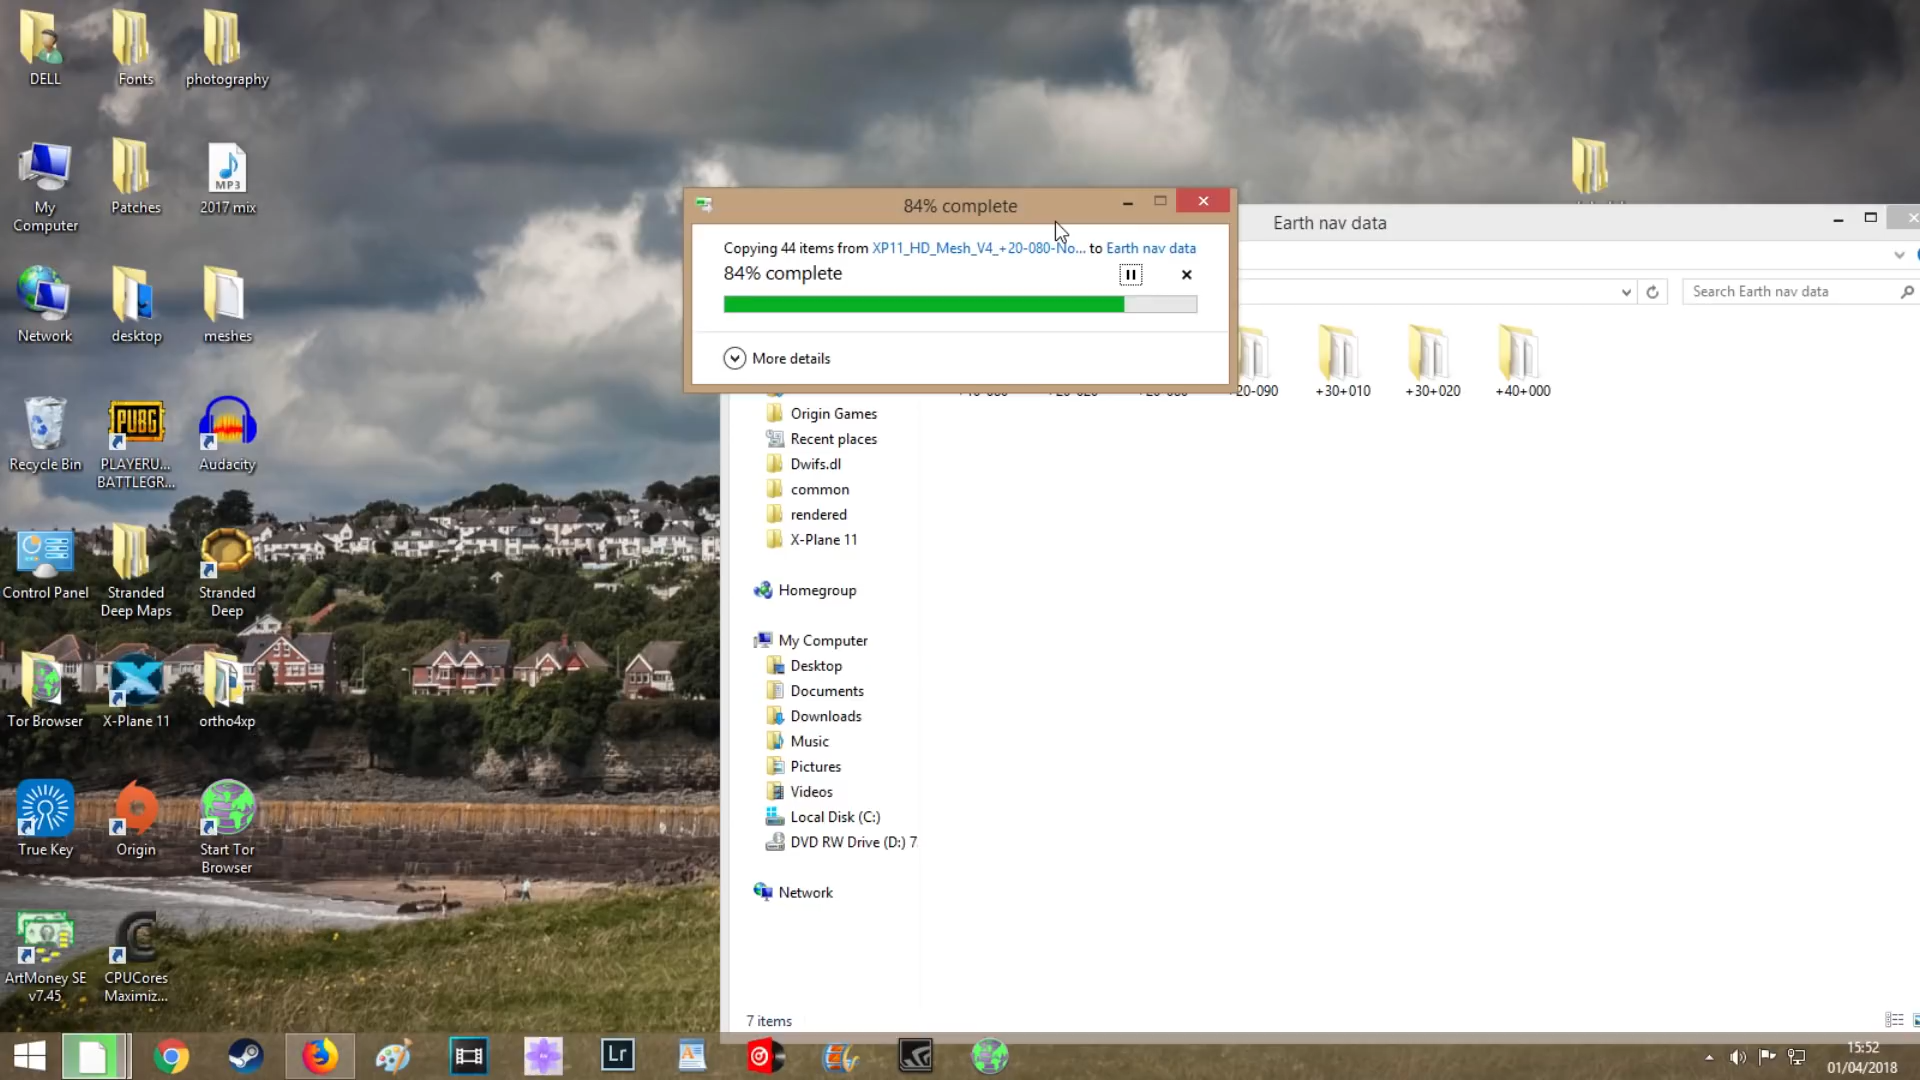 DELL
Fonts
photography
My
Computer
Patches
MP3
2017 mix
Network
desktop
meshes
Recycle Bin
PUBG
PLAYERU...
BATTLEGR...
Audacity
Control Panel
Stranded
Deep Maps
Stranded
Deep
Tor Browser
X-Plane 11
ortho4xp
True Key
Origin
Start Tor
Browser
ArtMoney SE
v7.45
CPUCores
Maximiz...
84% complete
Copying 44 items from XP11_HD_Mesh_V4_+20-080-No... to Earth nav data
84% complete
More details
Earth nav data
Search Earth nav data
20-090
+30+010
+30+020
+40+000
Origin Games
Recent places
Dwifs.dl
common
rendered
X-Plane 11
Homegroup
My Computer
Desktop
Documents
Downloads
Music
Pictures
Videos
Local Disk (C:)
DVD RW Drive (D:) 7
Network
7 items
Lr
15:52
01/04/2018